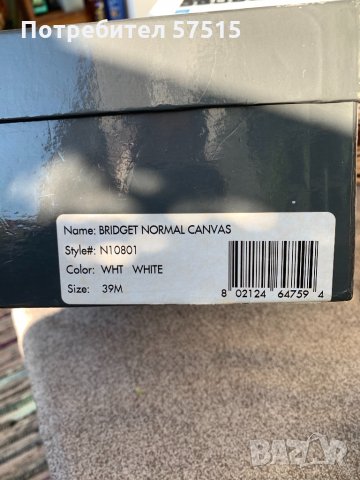 Потребител 57515
Name: BRIDGET NORMAL CANVAS
Style#: N10801
Color: WHT WHITE
Size: 39M
8 02124 64759 4
BAZAR